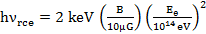 hν_rce = 2 keV (B / 10μG) (E_e / 10^14 eV)^2